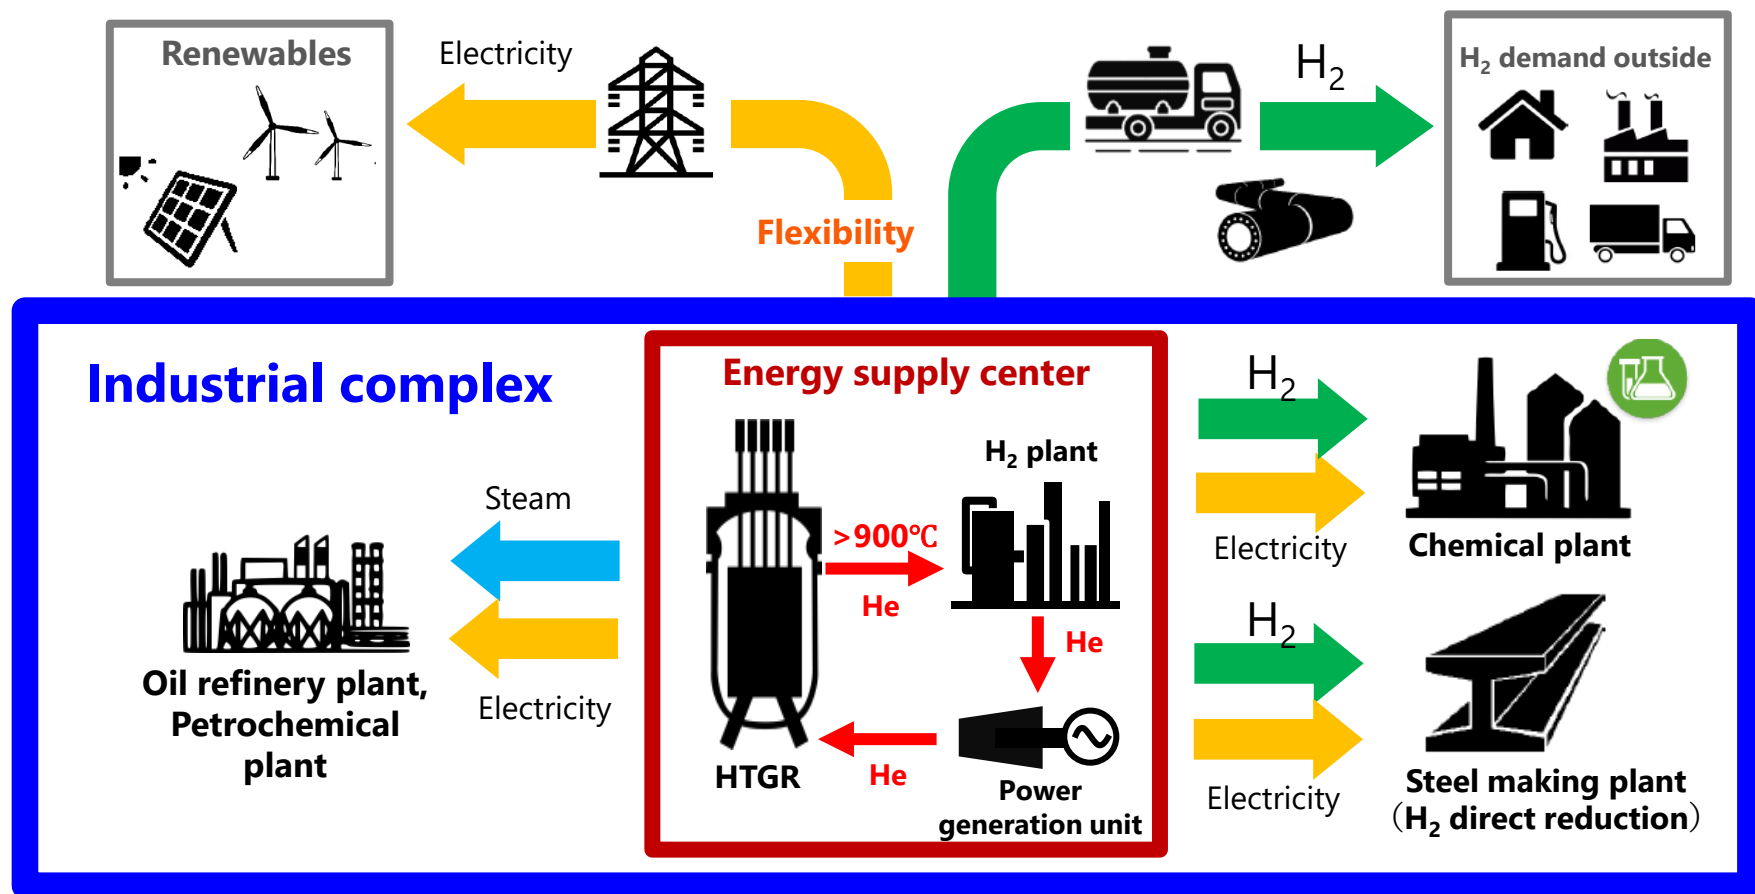 Renewables
Electricity
H₂
H₂ demand outside
Flexibility
Industrial complex
Energy supply center
H₂ plant
>900℃
He
He
He
HTGR
Power
generation unit
Steam
Electricity
Oil refinery plant,
Petrochemical
plant
H₂
Electricity
Chemical plant
H₂
Electricity
Steel making plant
（H₂ direct reduction）